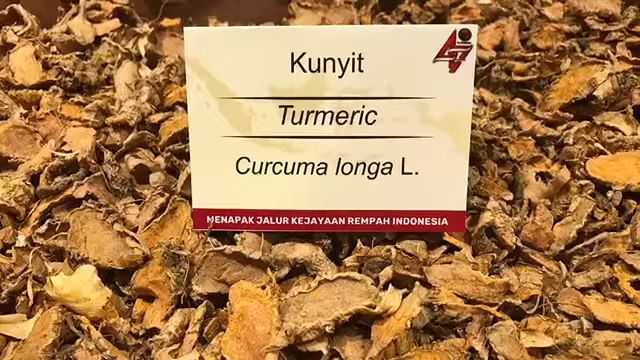 Kunyit
Turmeric
Curcuma longa L.
MENAPAK JALUR KEJAYAAN REMPAH INDONESIA